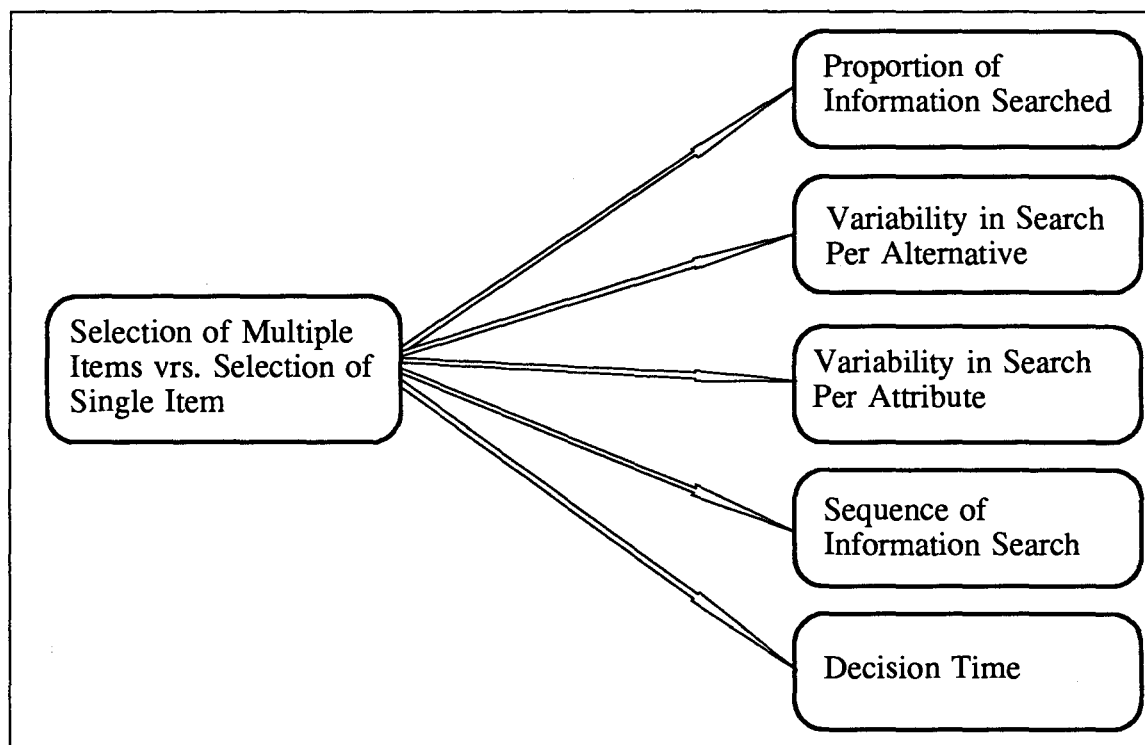 Proportion of
Information Searched
Variability in Search
Per Alternative
Selection of Multiple
Items vrs. Selection of
Single Item
Variability in Search
Per Attribute
Sequence of
Information Search
Decision Time